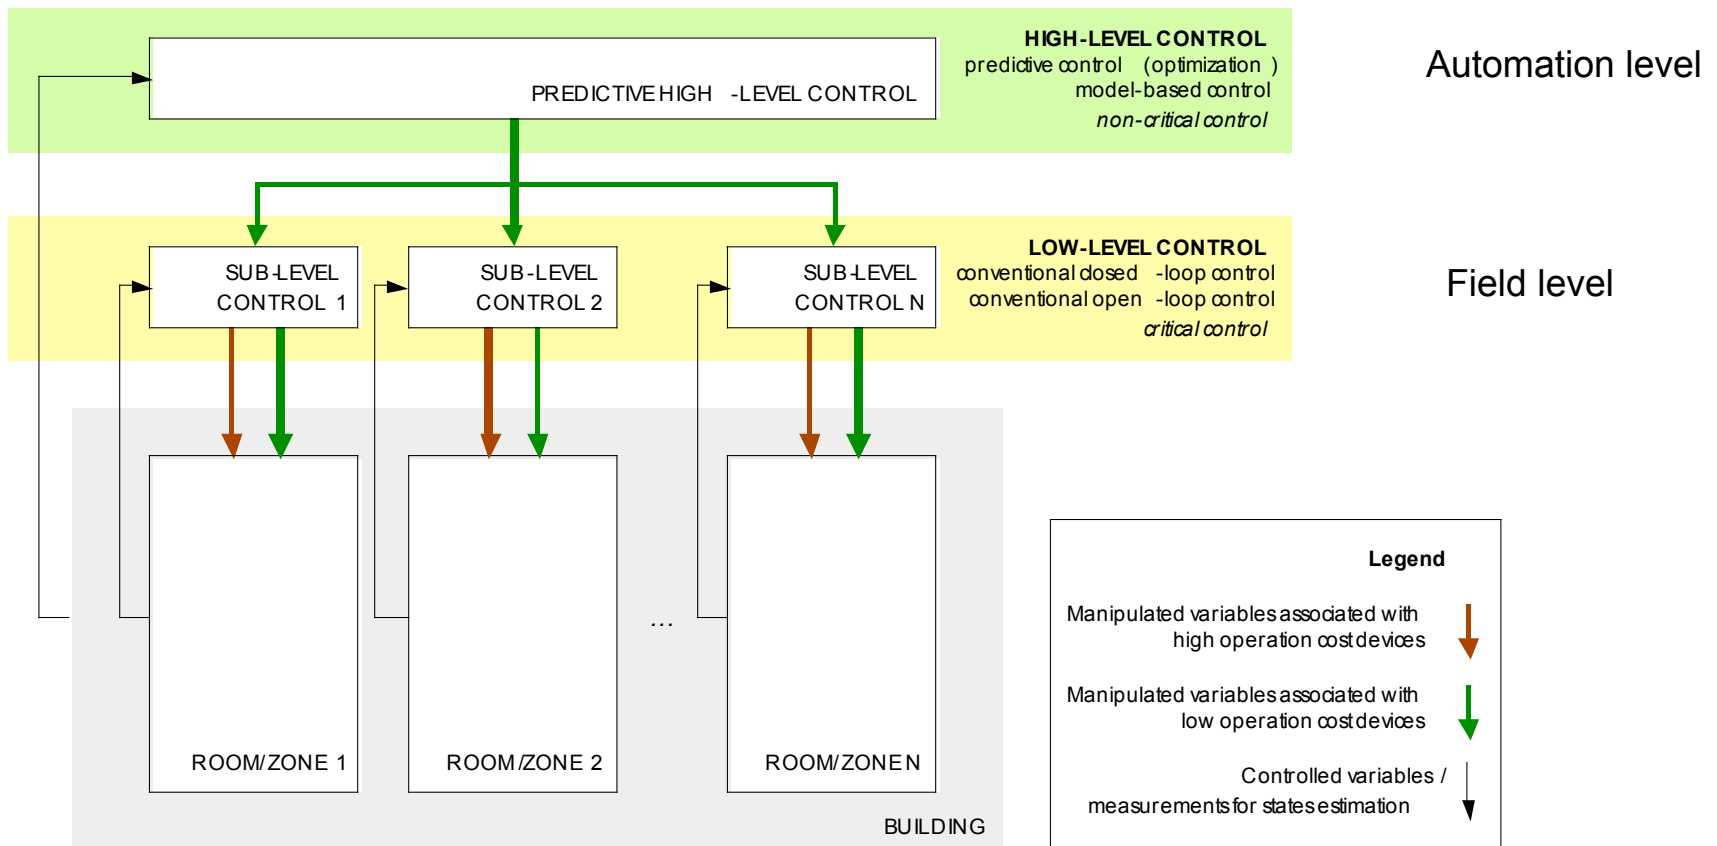 HIGH-LEVEL CONTROL
predictive control (optimization )
model-based control
non-critical control
PREDICTIVE HIGH -LEVEL CONTROL
Automation level
LOW-LEVEL CONTROL
conventional closed -loop control
conventional open -loop control
critical control
Field level
SUB-LEVEL
CONTROL 1
SUB-LEVEL
CONTROL 2
SUB-LEVEL
CONTROL N
ROOM/ZONE 1
ROOM/ZONE 2
...
ROOM/ZONE N
BUILDING
Legend
Manipulated variables associated with
high operation cost devices
Manipulated variables associated with
low operation cost devices
Controlled variables /
measurements for states estimation